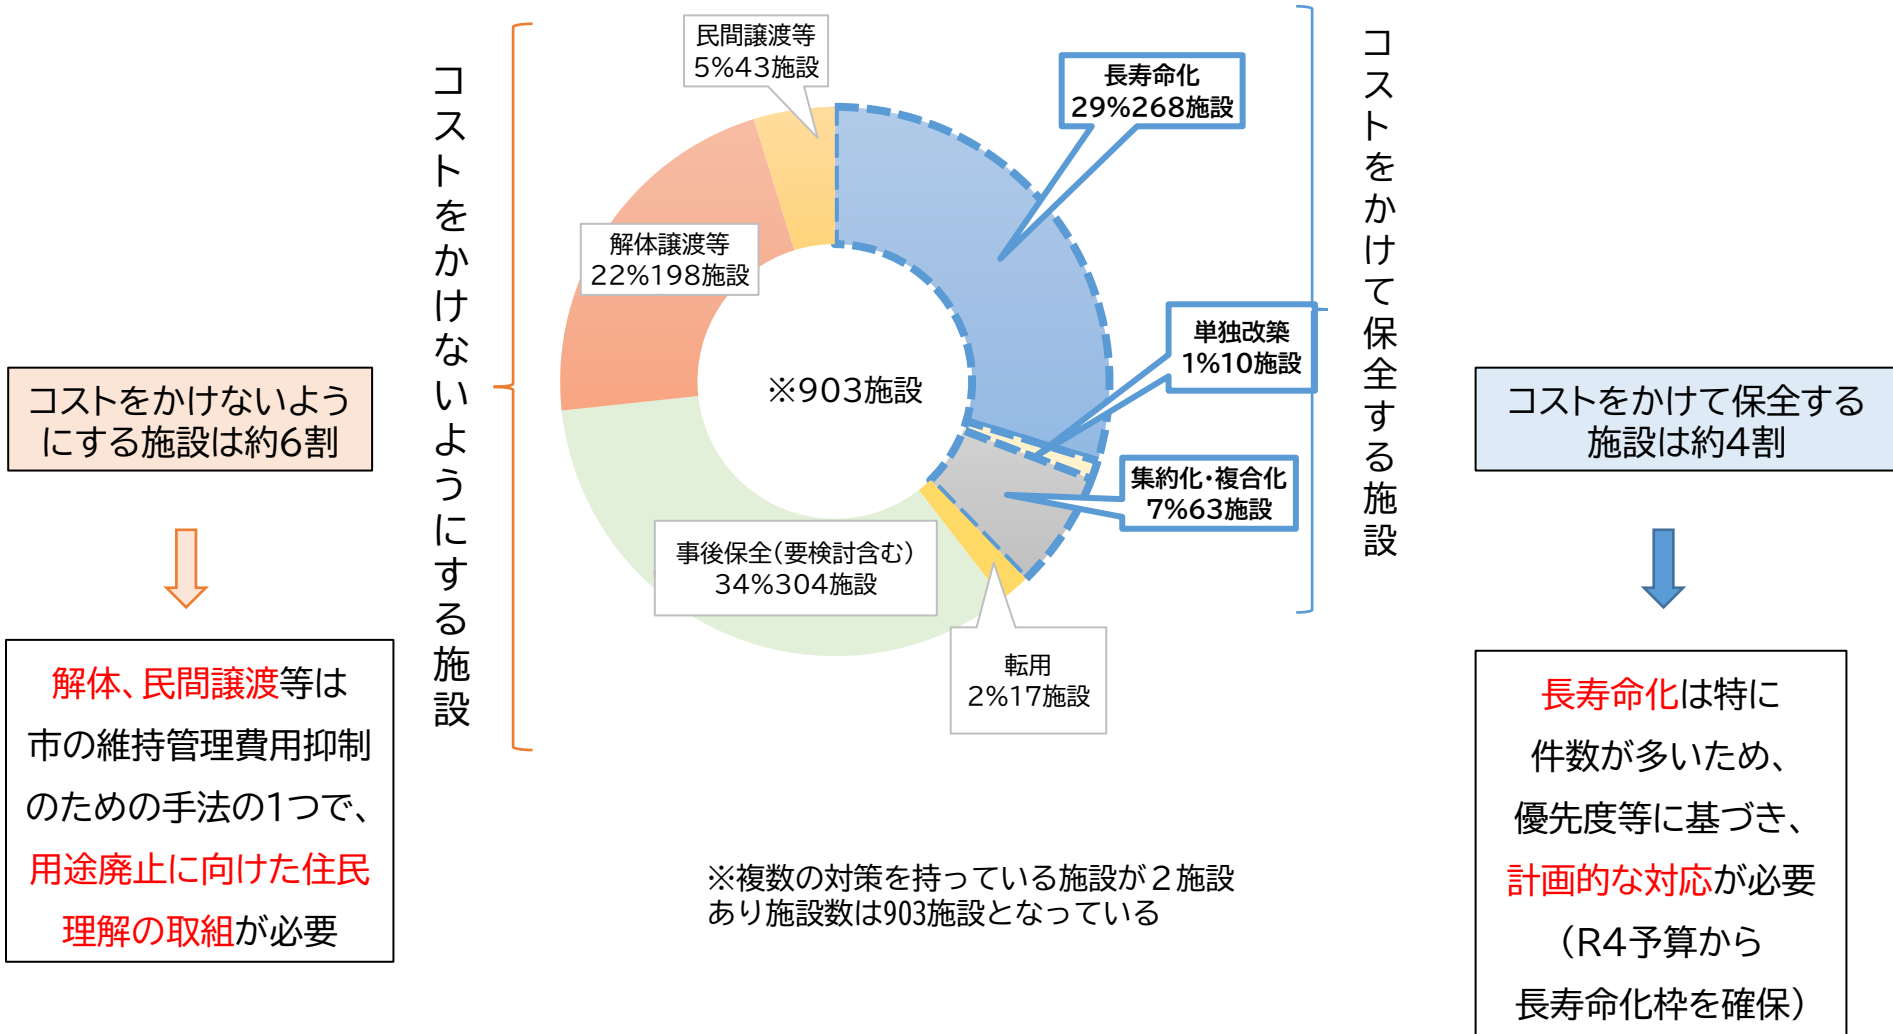 コストをかけないようにする施設
コストをかけないよう
にする施設は約6割
解体、民間譲渡等は
市の維持管理費用抑制
のための手法の1つで、
用途廃止に向けた住民
理解の取組が必要
民間譲渡等
5%43施設
長寿命化
29%268施設
解体譲渡等
22%198施設
単独改築
1%10施設
※903施設
集約化・複合化
7%63施設
事後保全(要検討含む)
34%304施設
転用
2%17施設
※複数の対策を持っている施設が２施設
あり施設数は903施設となっている
コストをかけて保全する施設
コストをかけて保全する
施設は約4割
長寿命化は特に
件数が多いため、
優先度等に基づき、
計画的な対応が必要
(R4予算から
長寿命化枠を確保)